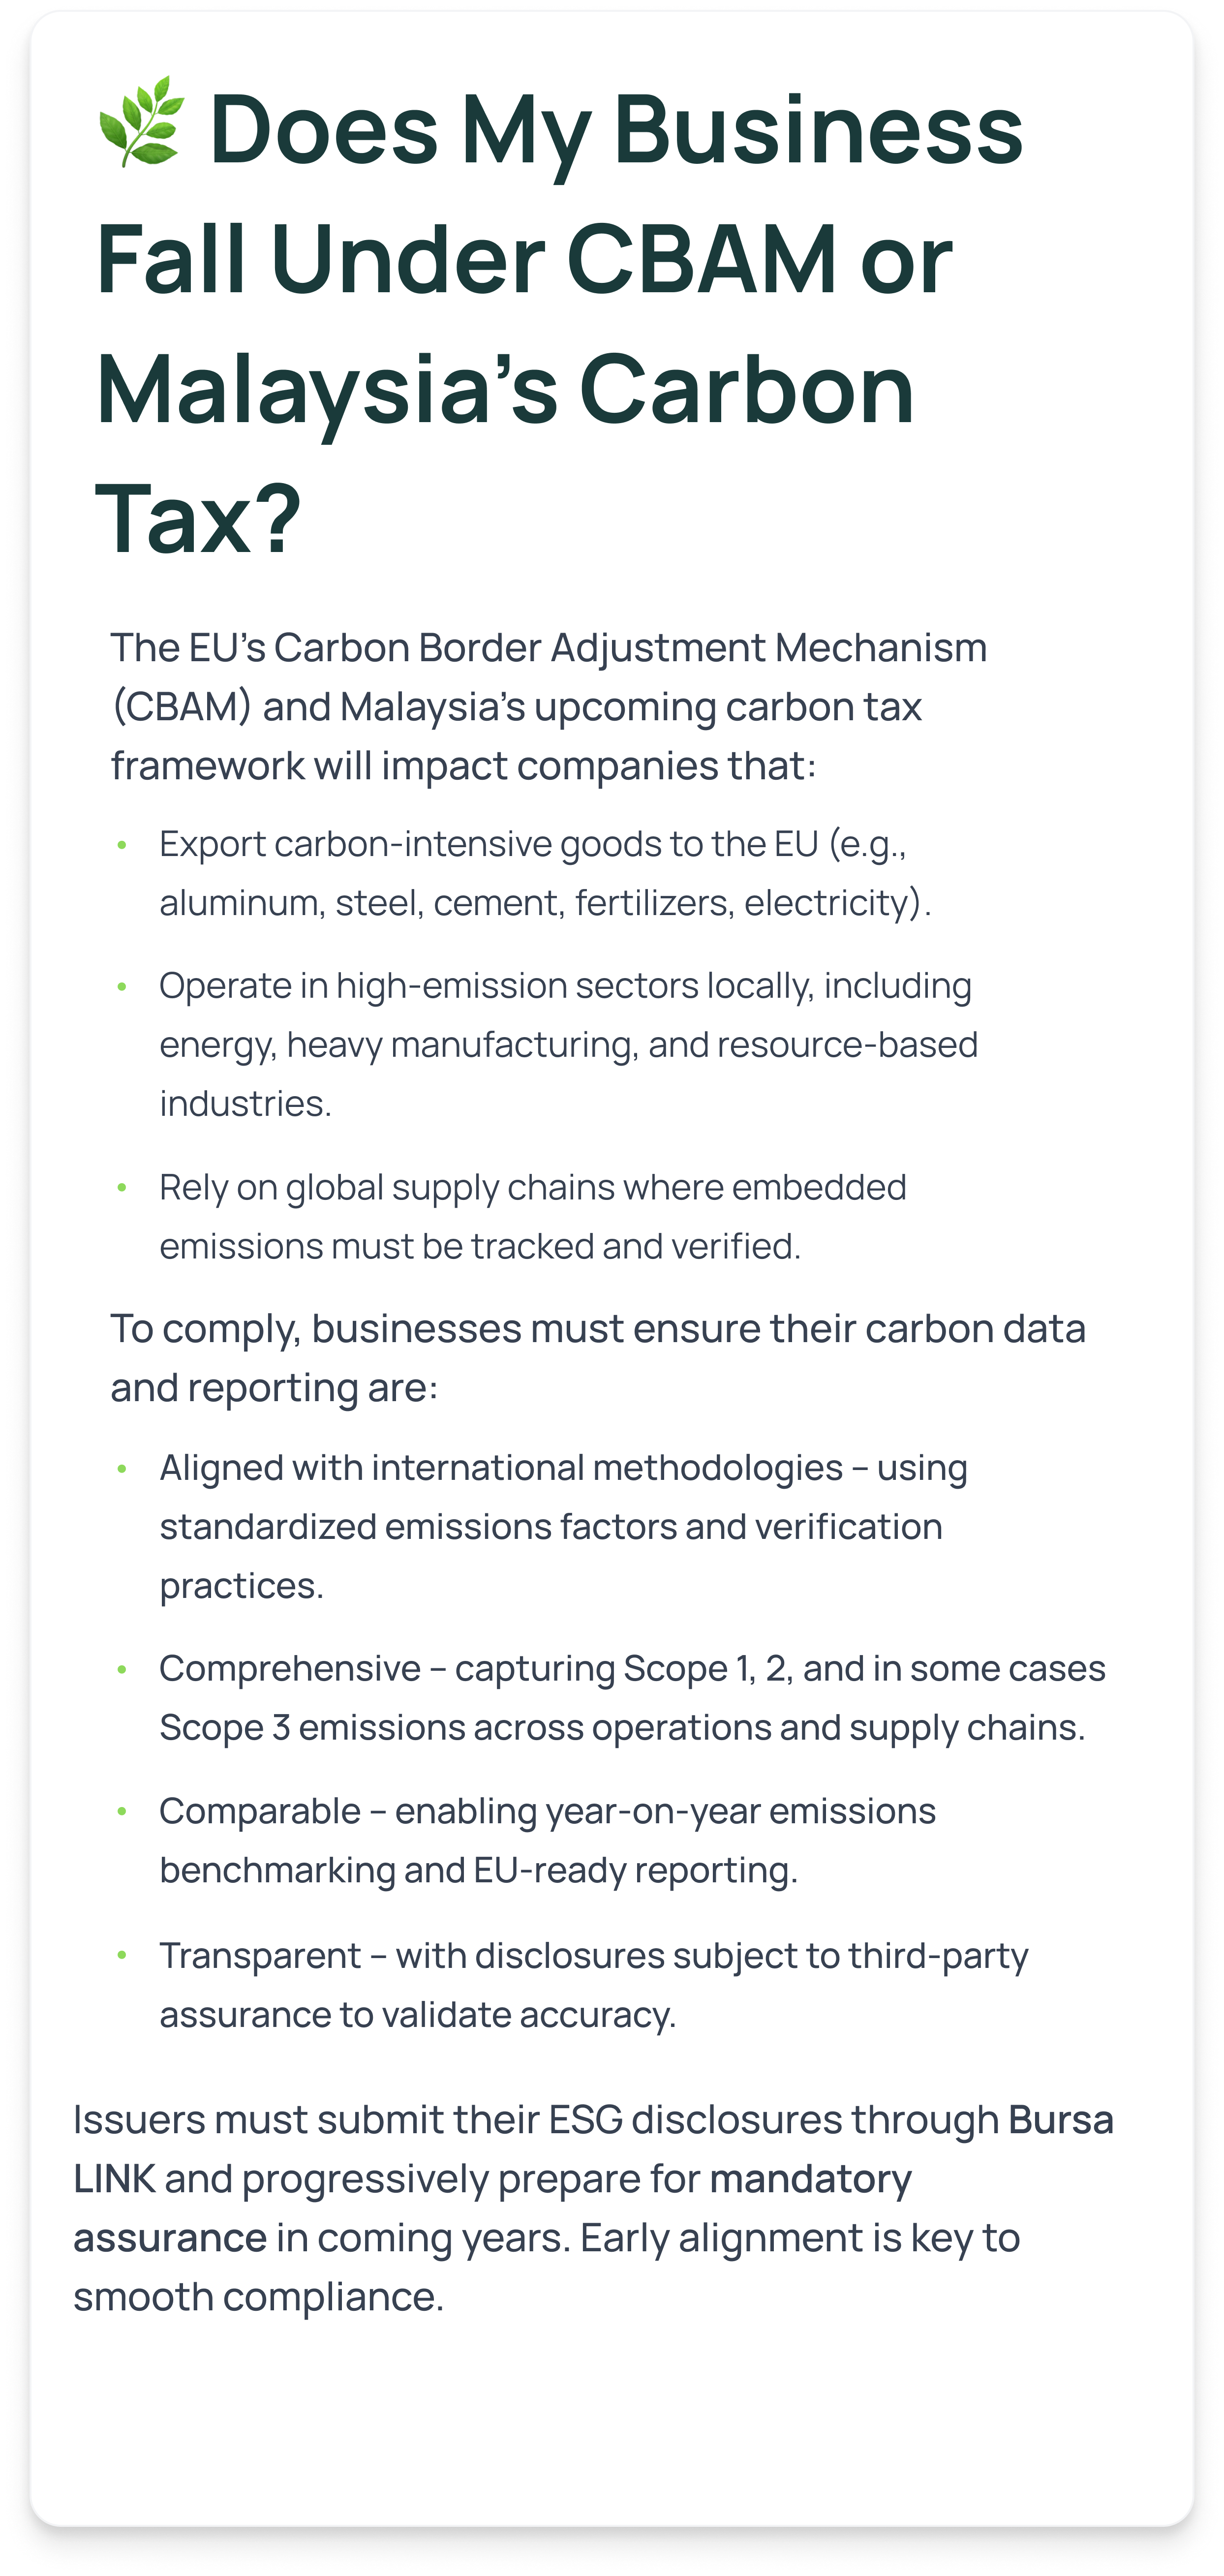 🌿 Does My Business
Fall Under CBAM or
Malaysia’s Carbon
Tax?
The EU’s Carbon Border Adjustment Mechanism
(CBAM) and Malaysia’s upcoming carbon tax
framework will impact companies that:
• Export carbon-intensive goods to the EU (e.g.,
aluminum, steel, cement, fertilizers, electricity).
• Operate in high-emission sectors locally, including
energy, heavy manufacturing, and resource-based
industries.
• Rely on global supply chains where embedded
emissions must be tracked and verified.
To comply, businesses must ensure their carbon data
and reporting are:
• Aligned with international methodologies – using
standardized emissions factors and verification
practices.
• Comprehensive – capturing Scope 1, 2, and in some cases
Scope 3 emissions across operations and supply chains.
• Comparable – enabling year-on-year emissions
benchmarking and EU-ready reporting.
• Transparent – with disclosures subject to third-party
assurance to validate accuracy.
Issuers must submit their ESG disclosures through Bursa
LINK and progressively prepare for mandatory
assurance in coming years. Early alignment is key to
smooth compliance.